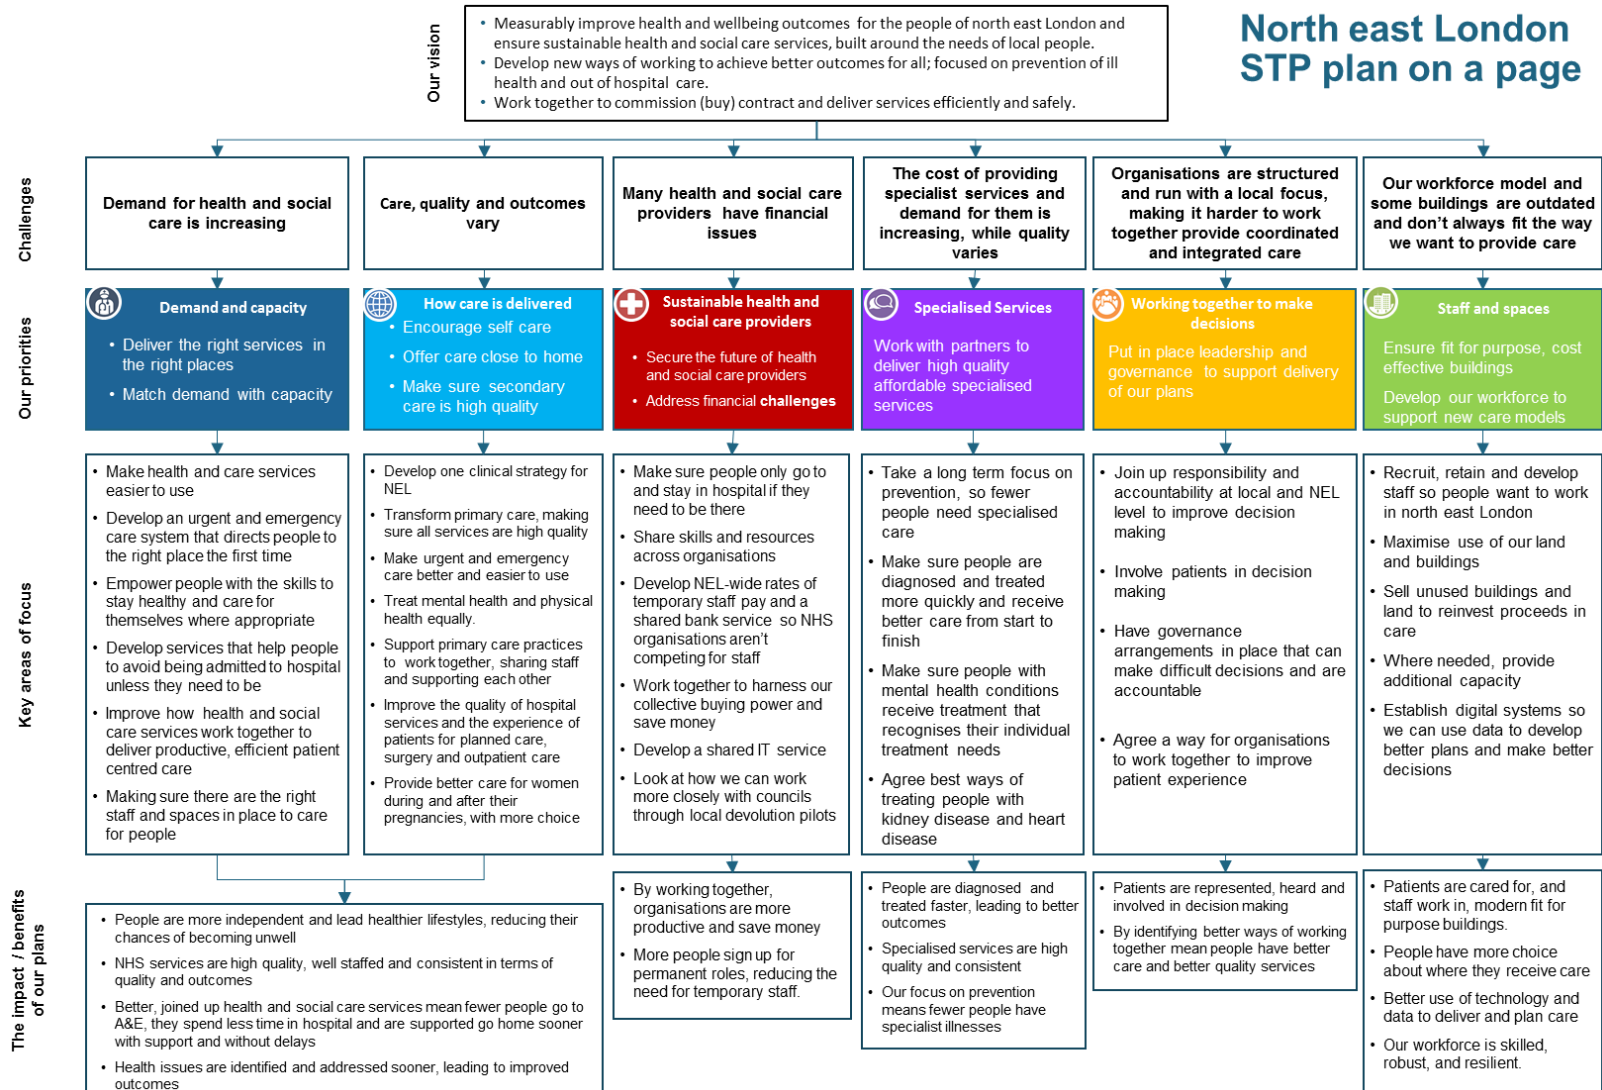 North east London
STP plan on a page
Our vision
• Measurably improve health and wellbeing outcomes for the people of north east London and
ensure sustainable health and social care services, built around the needs of local people.
• Develop new ways of working to achieve better outcomes for all; focused on prevention of ill
health and out of hospital care.
• Work together to commission (buy) contract and deliver services efficiently and safely.
Challenges
Demand for health and social
care is increasing
Care, quality and outcomes
vary
Many health and social care
providers have financial
issues
The cost of providing
specialist services and
demand for them is
increasing, while quality
varies
Organisations are structured
and run with a local focus,
making it harder to work
together provide coordinated
and integrated care
Our workforce model and
some buildings are outdated
and don't always fit the way
we want to provide care
Our priorities
Demand and capacity
• Deliver the right services in
the right places
• Match demand with capacity
How care is delivered
• Encourage self care
• Offer care close to home
• Make sure secondary
care is high quality
Sustainable health and
social care providers
• Secure the future of health
and social care providers
• Address financial challenges
Specialised Services
Work with partners to
deliver high quality
affordable specialised
services
Working together to make
decisions
Put in place leadership and
governance to support delivery
of our plans
Staff and spaces
Ensure fit for purpose, cost
effective buildings
Develop our workforce to
support new care models
Key areas of focus
• Make health and care services
easier to use
• Develop an urgent and emergency
care system that directs people to
the right place the first time
• Empower people with the skills to
stay healthy and care for
themselves where appropriate
• Develop services that help people
to avoid being admitted to hospital
unless they need to be
• Improve how health and social
care services work together to
deliver productive, efficient patient
centred care
• Making sure there are the right
staff and spaces in place to care
for people
• Develop one clinical strategy for
NEL
• Transform primary care, making
sure all services are high quality
• Make urgent and emergency
care better and easier to use
• Treat mental health and physical
health equally.
• Support primary care practices
to work together, sharing staff
and supporting each other
• Improve the quality of hospital
services and the experience of
patients for planned care,
surgery and outpatient care
• Provide better care for women
during and after their
pregnancies, with more choice
• Make sure people only go to
and stay in hospital if they
need to be there
• Share skills and resources
across organisations
• Develop NEL-wide rates of
temporary staff pay and a
shared bank service so NHS
organisations aren't
competing for staff
• Work together to harness our
collective buying power and
save money
• Develop a shared IT service
• Look at how we can work
more closely with councils
through local devolution pilots
• Take a long term focus on
prevention, so fewer
people need specialised
care
• Make sure people are
diagnosed and treated
more quickly and receive
better care from start to
finish
• Make sure people with
mental health conditions
receive treatment that
recognises their individual
treatment needs
• Agree best ways of
treating people with
kidney disease and heart
disease
• Join up responsibility and
accountability at local and NEL
level to improve decision
making
• Involve patients in decision
making
• Have governance
arrangements in place that can
make difficult decisions and are
accountable
• Agree a way for organisations
to work together to improve
patient experience
• Recruit, retain and develop
staff so people want to work
in north east London
• Maximise use of our land
and buildings
• Sell unused buildings and
land to reinvest proceeds in
care
• Where needed, provide
additional capacity
• Establish digital systems so
we can use data to develop
better plans and make better
decisions
The impact / benefits
of our plans
• People are more independent and lead healthier lifestyles, reducing their
chances of becoming unwell
• NHS services are high quality, well staffed and consistent in terms of
quality and outcomes
• Better, joined up health and social care services mean fewer people go to
A&E, they spend less time in hospital and are supported go home sooner
with support and without delays
• Health issues are identified and addressed sooner, leading to improved
outcomes
• By working together,
organisations are more
productive and save money
• More people sign up for
permanent roles, reducing the
need for temporary staff.
• People are diagnosed and
treated faster, leading to better
outcomes
• Specialised services are high
quality and consistent
• Our focus on prevention
means fewer people have
specialist illnesses
• Patients are represented, heard and
involved in decision making
• By identifying better ways of working
together mean people have better
care and better quality services
• Patients are cared for, and
staff work in, modern fit for
purpose buildings.
• People have more choice
about where they receive care
• Better use of technology and
data to deliver and plan care
• Our workforce is skilled,
robust, and resilient.